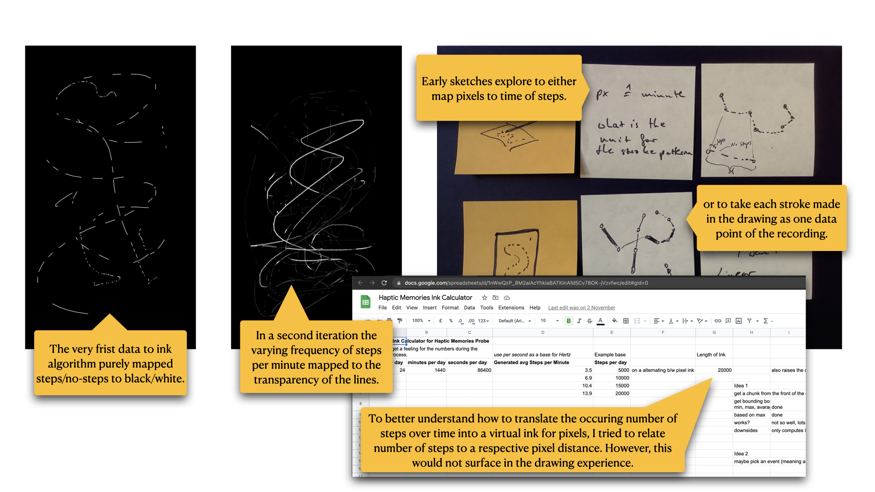 Early sketches explore to either
map pixels to time of steps.
px ≙ minute
what is the
unit for
the stroke pattern
steps
No steps
or to take each stroke made
in the drawing as one data
point of the recording.
The very frist data to ink
algorithm purely mapped
steps/no-steps to black/white.
In a second iteration the
varying frequency of steps
per minute mapped to the
transparency of the lines.
docs.google.com/spreadsheets/d/
Haptic Memories Ink Calculator
File Edit View Insert Format Data Tools Extensions Help Last edit was on 2 November
100% $ % .0 .00 123 Default (Ari... 10 B I S A
A B C D E F G H I
Ink Calculator for Haptic Memories Probe
get a feeling for the numbers during the
process. use per second as a base for Hertz Example base Length of Ink
day minutes per day seconds per day Generated avg Steps per Minute Steps per day
24 1440 86400 3.5 5000 on a alternating b/w pixel ink 20000 also raises the
6.9 10000
10.4 15000 Idea 1
13.9 20000 get a chunk from the front of the
get bounding bo
min, max, avara done
based on max done
works? not so well, lots
downsides only computes
Idea 2
maybe pick an event (meaning a
To better understand how to translate the occuring number of
steps over time into a virtual ink for pixels, I tried to relate
number of steps to a respective pixel distance. However, this
would not surface in the drawing experience.